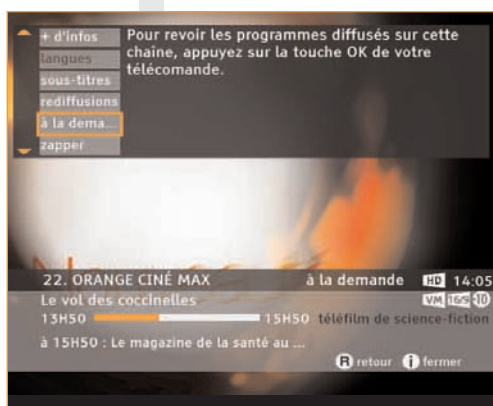 + d'infos
langues
sous-titres
rediffusions
à la dema...
zapper
Pour revoir les programmes diffusés sur cette
chaîne, appuyez sur la touche OK de votre
télécomande.
22. ORANGE CINÉ MAX à la demande HD 14:05
Le vol des coccinelles VM 16/9 -10
13H50 15H50 téléfilm de science-fiction
à 15H50 : Le magazine de la santé au ...
R retour i fermer